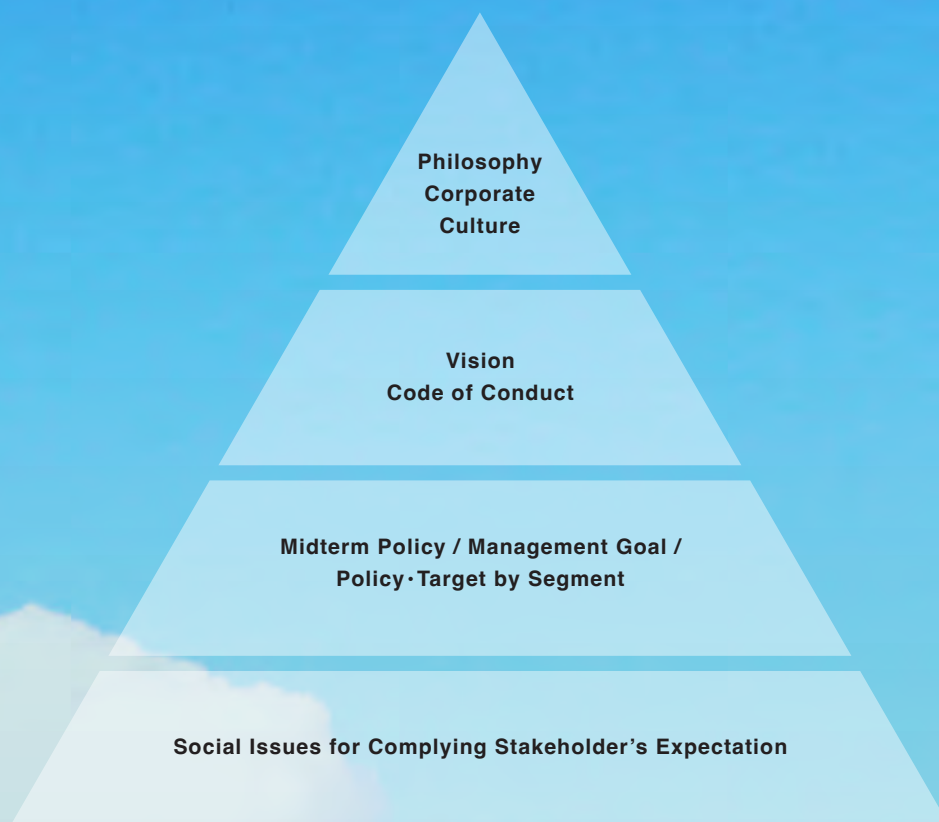 Philosophy
Corporate
Culture
Vision
Code of Conduct
Midterm Policy / Management Goal /
Policy・Target by Segment
Social Issues for Complying Stakeholder’s Expectation